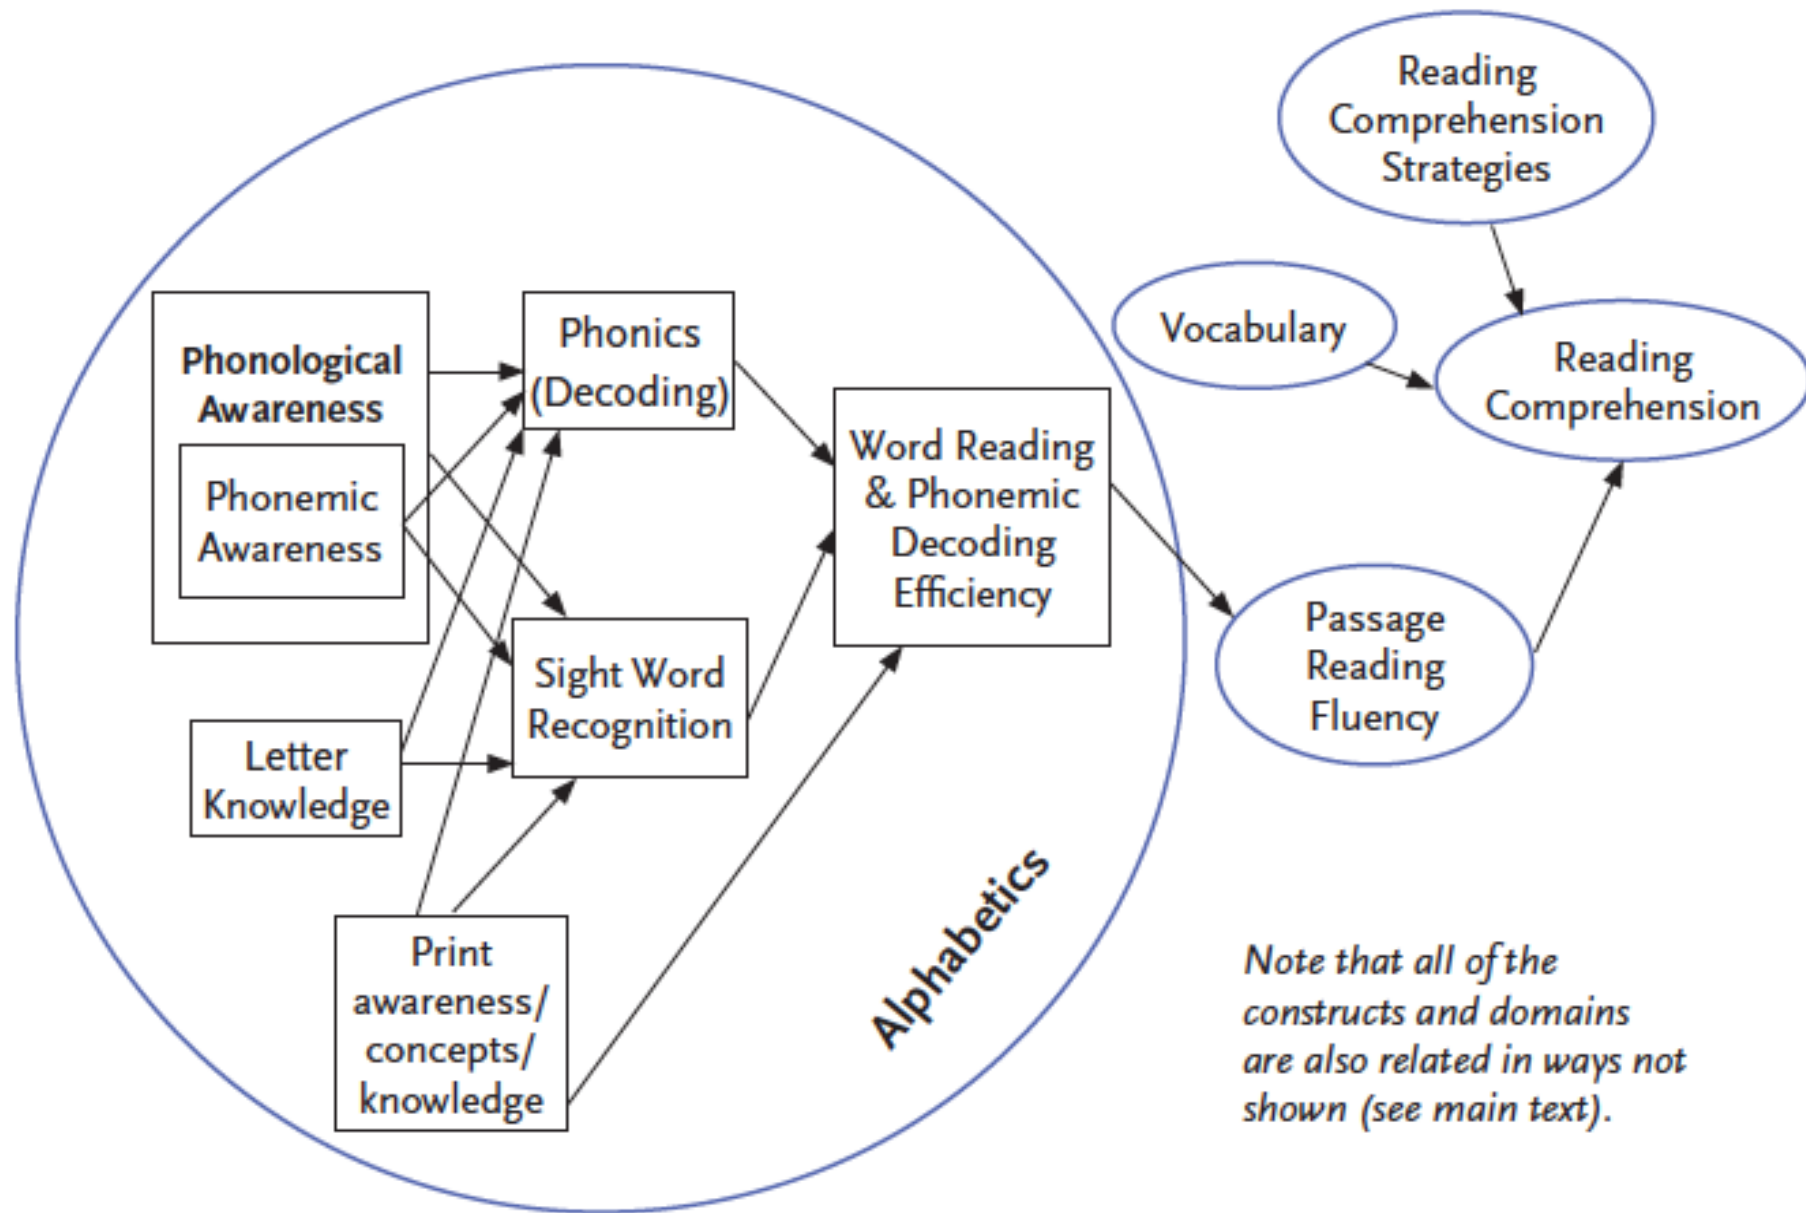 Reading
Comprehension
Strategies
Vocabulary
Reading
Comprehension
Phonological
Awareness
Phonemic
Awareness
Phonics
(Decoding)
Word Reading
& Phonemic
Decoding
Efficiency
Sight Word
Recognition
Letter
Knowledge
Passage
Reading
Fluency
Print
awareness/
concepts/
knowledge
Alphabetics
Note that all of the
constructs and domains
are also related in ways not
shown (see main text).